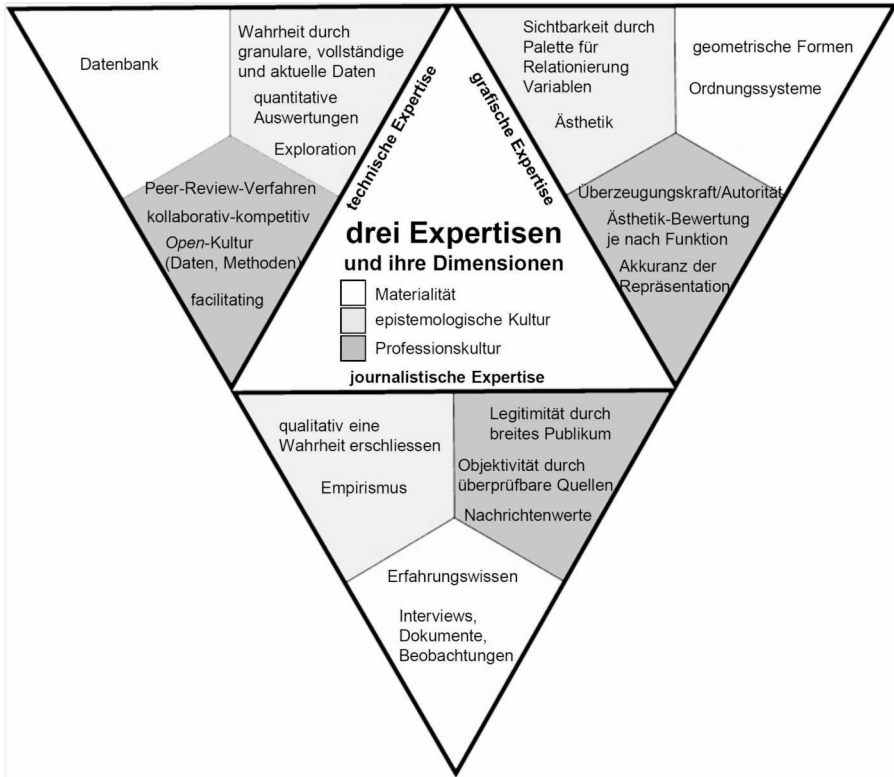 Datenbank
Wahrheit durch
granulare, vollständige
und aktuelle Daten
quantitative
Auswertungen
Exploration
Peer-Review-Verfahren
kollaborativ-kompetitiv
Open-Kultur
(Daten, Methoden)
facilitating
technische Expertise
grafische Expertise
Sichtbarkeit durch
Palette für
Relationierung
Variablen
Ästhetik
geometrische Formen
Ordnungssysteme
Überzeugungskraft/Autorität
Ästhetik-Bewertung
je nach Funktion
Akkuranz der
Repräsentation
drei Expertisen
und ihre Dimensionen
Materialität
epistemologische Kultur
Professionskultur
journalistische Expertise
qualitativ eine
Wahrheit erschliessen
Empirismus
Legitimität durch
breites Publikum
Objektivität durch
überprüfbare Quellen
Nachrichtenwerte
Erfahrungswissen
Interviews,
Dokumente,
Beobachtungen